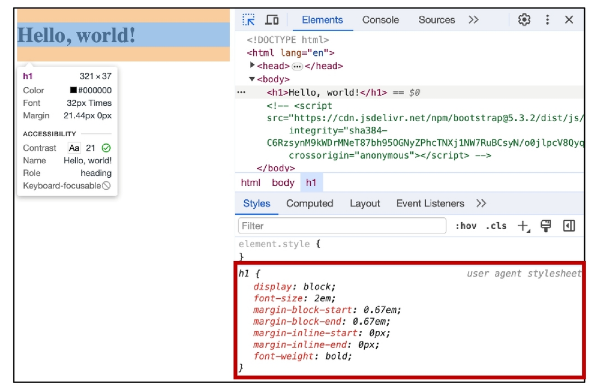 Hello, world!
h1 321 × 37
Color #000000
Font 32px Times
Margin 21.44px 0px
ACCESSIBILITY
Contrast Aa 21
Name Hello, world!
Role heading
Keyboard-focusable
Elements Console Sources >>
<!DOCTYPE html>
<html lang="en">
<head> ••• </head>
<body>
••• <h1>Hello, world!</h1> == $0
<!-- <script
src="https://cdn.jsdelivr.net/npm/bootstrap@5.3.2/dist/js/
integrity="sha384-
C6RzsynM9kWDrMNeT87bh95OGNyZPhcTNXj1NW7RuBCsyN/o0jlpcV8Qyq
crossorigin="anonymous"></script> -->
</body>
html body h1
Styles Computed Layout Event Listeners >>
Filter :hov .cls +
element.style {
}
h1 { user agent stylesheet
display: block;
font-size: 2em;
margin-block-start: 0.67em;
margin-block-end: 0.67em;
margin-inline-start: 0px;
margin-inline-end: 0px;
font-weight: bold;
}